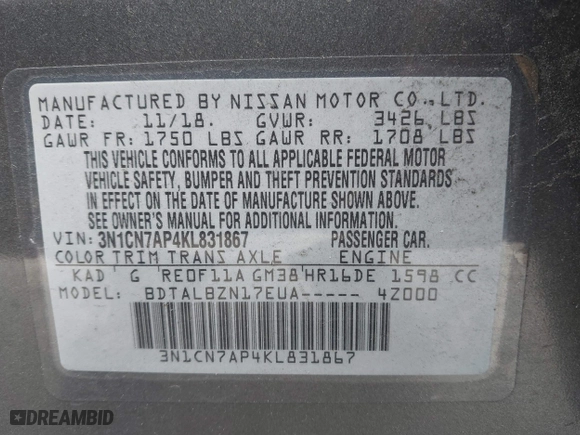 MANUFACTURED BY NISSAN MOTOR CO., LTD.
DATE: 11/18. GVWR: 3426 LBS
GAWR FR: 1750 LBS GAWR RR: 1708 LBS
THIS VEHICLE CONFORMS TO ALL APPLICABLE FEDERAL MOTOR
VEHICLE SAFETY, BUMPER AND THEFT PREVENTION STANDARDS
IN EFFECT ON THE DATE OF MANUFACTURE SHOWN ABOVE.
SEE OWNER'S MANUAL FOR ADDITIONAL INFORMATION.
VIN: 3N1CN7AP4KL831867 PASSENGER CAR.
COLOR TRIM TRANS AXLE ENGINE
KAD G RE0F11A GM38 HR16DE 1598 CC
MODEL: BDTALBZN17EUA----- 4Z000
3N1CN7AP4KL831867
DREAMBID